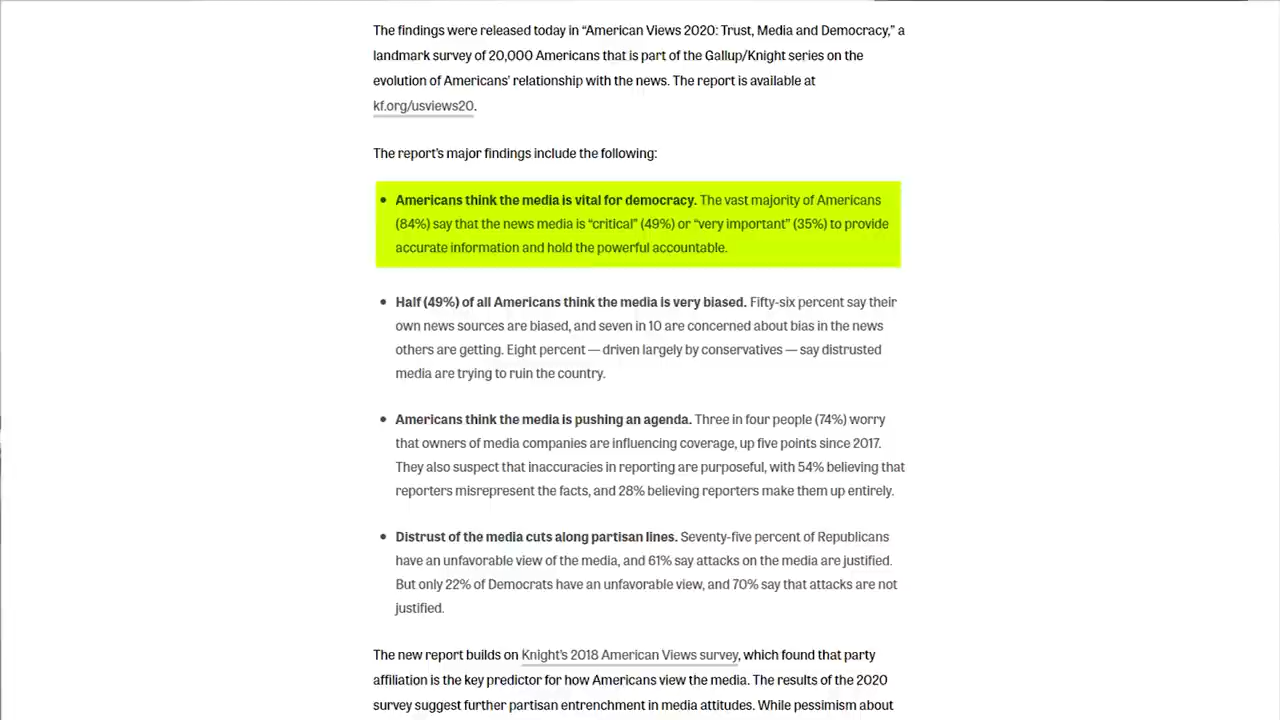 The findings were released today in “American Views 2020: Trust, Media and Democracy,” a
landmark survey of 20,000 Americans that is part of the Gallup/Knight series on the
evolution of Americans’ relationship with the news. The report is available at
kf.org/usviews20.
The report’s major findings include the following:
• Americans think the media is vital for democracy. The vast majority of Americans
(84%) say that the news media is “critical” (49%) or “very important” (35%) to provide
accurate information and hold the powerful accountable.
• Half (49%) of all Americans think the media is very biased. Fifty-six percent say their
own news sources are biased, and seven in 10 are concerned about bias in the news
others are getting. Eight percent — driven largely by conservatives — say distrusted
media are trying to ruin the country.
• Americans think the media is pushing an agenda. Three in four people (74%) worry
that owners of media companies are influencing coverage, up five points since 2017.
They also suspect that inaccuracies in reporting are purposeful, with 54% believing that
reporters misrepresent the facts, and 28% believing reporters make them up entirely.
• Distrust of the media cuts along partisan lines. Seventy-five percent of Republicans
have an unfavorable view of the media, and 61% say attacks on the media are justified.
But only 22% of Democrats have an unfavorable view, and 70% say that attacks are not
justified.
The new report builds on Knight’s 2018 American Views survey, which found that party
affiliation is the key predictor for how Americans view the media. The results of the 2020
survey suggest further partisan entrenchment in media attitudes. While pessimism about